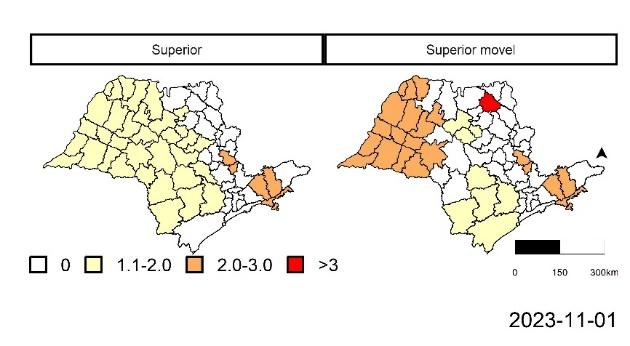 Superior
Superior movel
0 1.1-2.0 2.0-3.0 >3
0 150 300km
2023-11-01